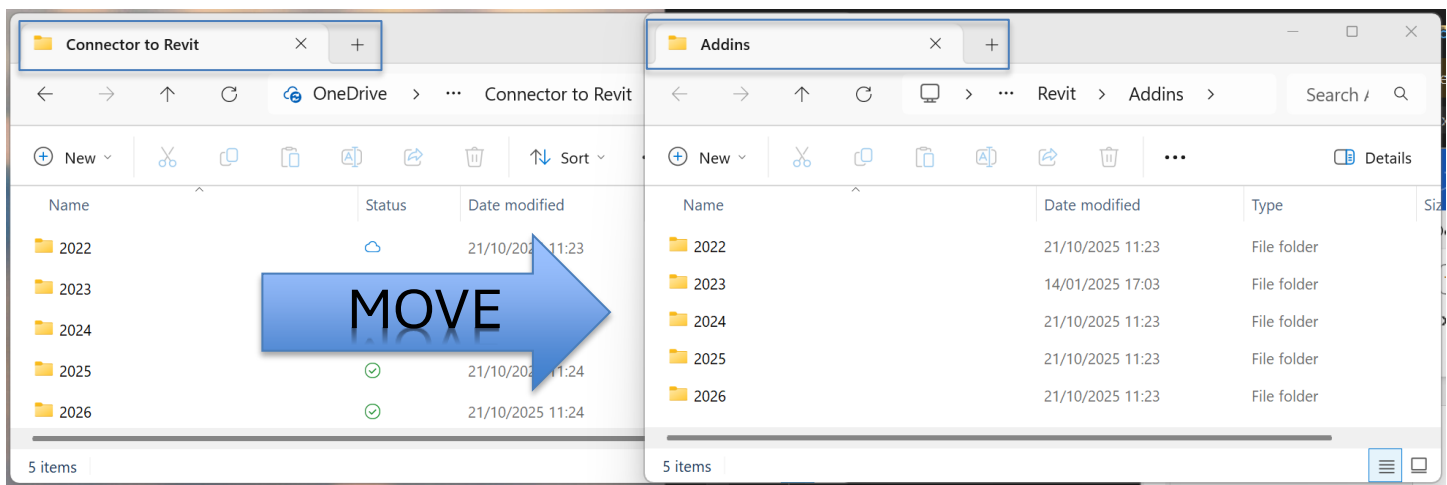 Connector to Revit
OneDrive > ... Connector to Revit
New
Sort
Name Status Date modified
2022 21/10/202 11:23
2023
2024
2025 21/10/202 11:24
2026 21/10/2025 11:24
5 items
MOVE
Addins
Revit > Addins >
Search
New
... Details
Name Date modified Type Siz
2022 21/10/2025 11:23 File folder
2023 14/01/2025 17:03 File folder
2024 21/10/2025 11:23 File folder
2025 21/10/2025 11:23 File folder
2026 21/10/2025 11:23 File folder
5 items